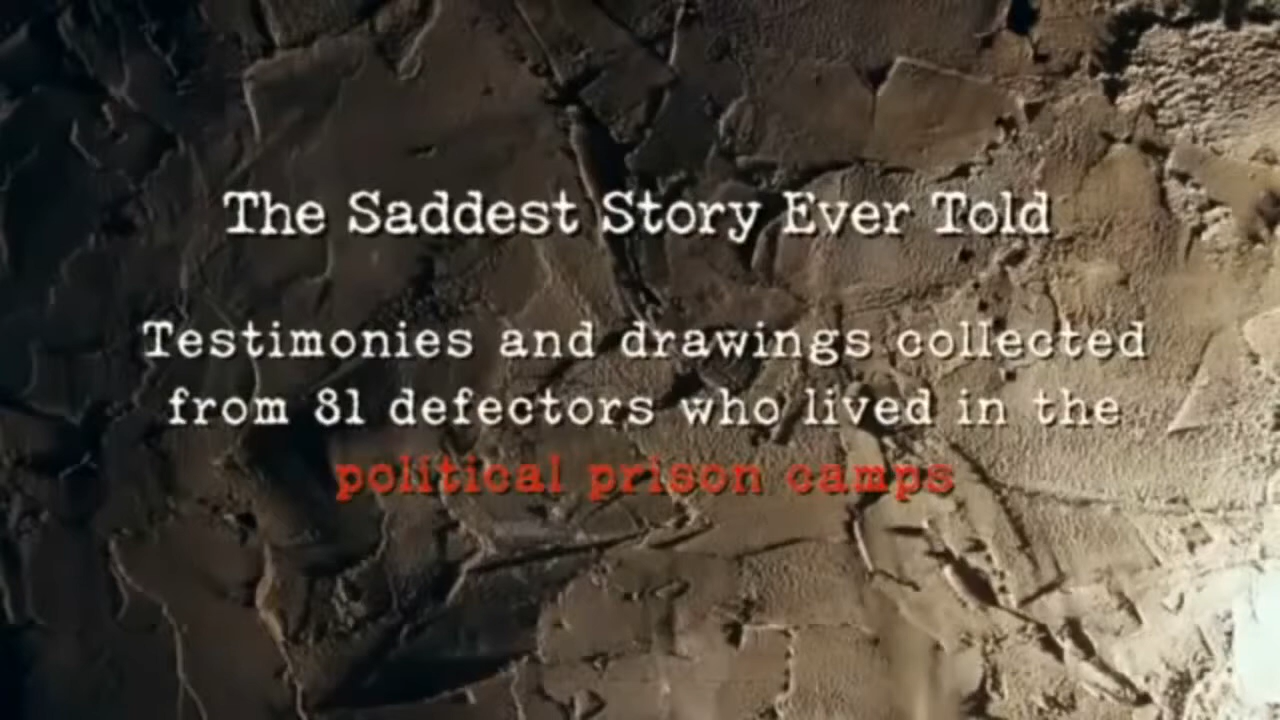 The Saddest Story Ever Told
Testimonies and drawings collected
from 81 defectors who lived in the
political prison camps